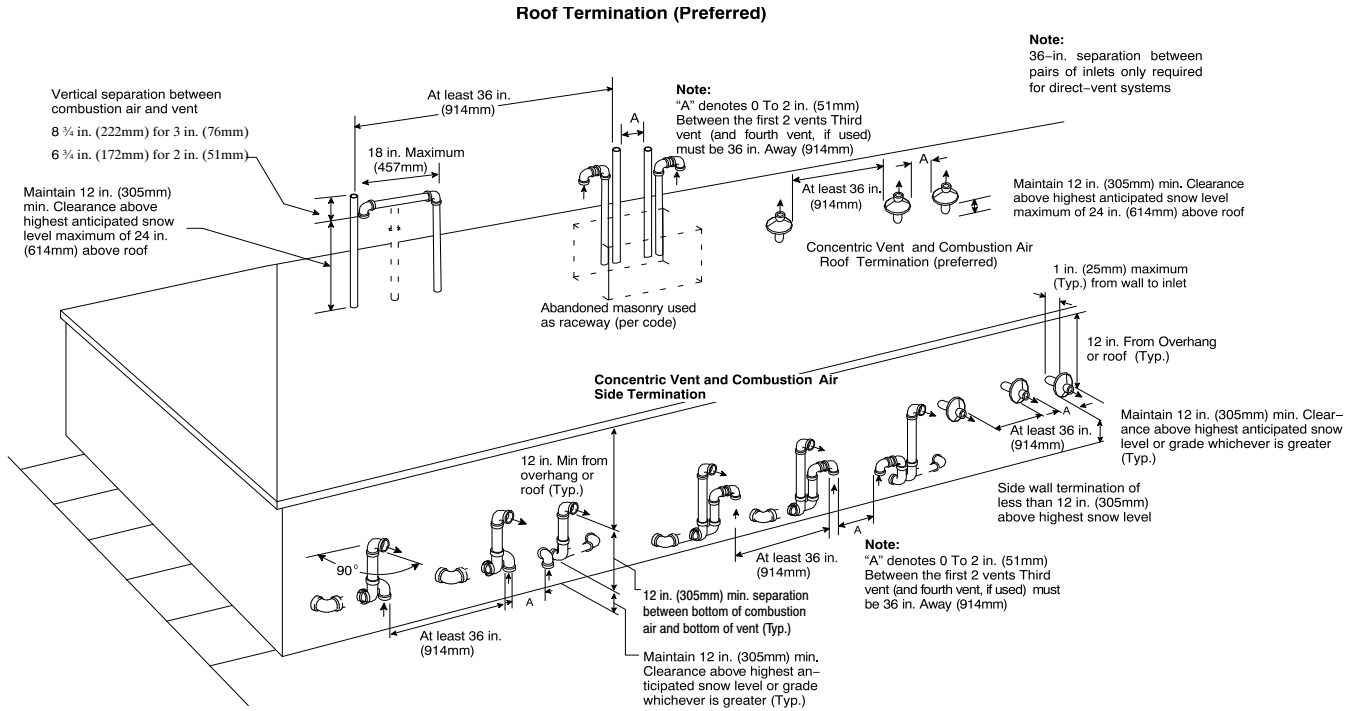 Roof Termination (Preferred)
Note:
36–in. separation between
pairs of inlets only required
for direct–vent systems
Vertical separation between
combustion air and vent
8 ¾ in. (222mm) for 3 in. (76mm)
6 ¾ in. (172mm) for 2 in. (51mm)
At least 36 in.
(914mm)
18 in. Maximum
(457mm)
A
Note:
“A” denotes 0 To 2 in. (51mm)
Between the first 2 vents Third
vent (and fourth vent, if used)
must be 36 in. Away (914mm)
Maintain 12 in. (305mm)
min. Clearance above
highest anticipated snow
level maximum of 24 in.
(614mm) above roof
At least 36 in.
(914mm)
A
Maintain 12 in. (305mm) min. Clearance
above highest anticipated snow level
maximum of 24 in. (614mm) above roof
Concentric Vent and Combustion Air
Roof Termination (preferred)
Abandoned masonry used
as raceway (per code)
1 in. (25mm) maximum
(Typ.) from wall to inlet
12 in. From Overhang
or roof (Typ.)
Concentric Vent and Combustion Air
Side Termination
A
At least 36 in.
(914mm)
Maintain 12 in. (305mm) min. Clear–
ance above highest anticipated snow
level or grade whichever is greater
(Typ.)
12 in. Min from
overhang or
roof (Typ.)
Side wall termination of
less than 12 in. (305mm)
above highest snow level
90°
At least 36 in.
(914mm)
A
At least 36 in.
(914mm)
A
Note:
“A” denotes 0 To 2 in. (51mm)
Between the first 2 vents Third
vent (and fourth vent, if used) must
be 36 in. Away (914mm)
12 in. (305mm) min. separation
between bottom of combustion
air and bottom of vent (Typ.)
Maintain 12 in. (305mm) min.
Clearance above highest an–
ticipated snow level or grade
whichever is greater (Typ.)